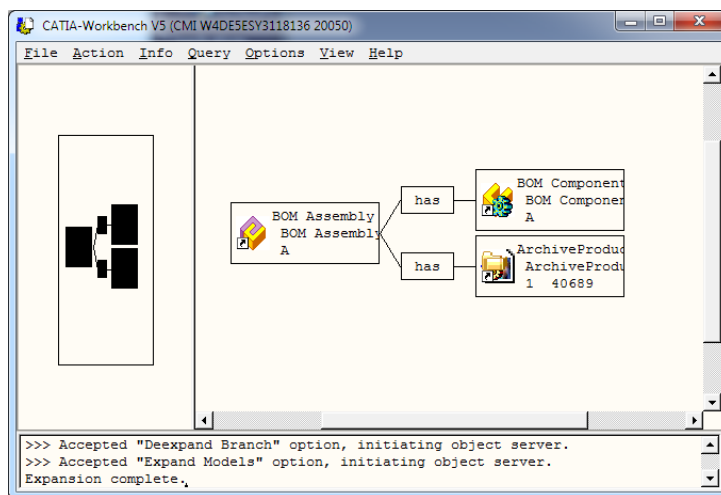 CATIA-Workbench V5 (CMI W4DE5ESY3118136 20050)
File Action Info Query Options View Help
BOM Assembly
BOM Assembly
A
has
has
BOM Component
BOM Componen
A
ArchiveProduc
ArchiveProdu
1 40689
>>> Accepted "Deexpand Branch" option, initiating object server.
>>> Accepted "Expand Models" option, initiating object server.
Expansion complete.